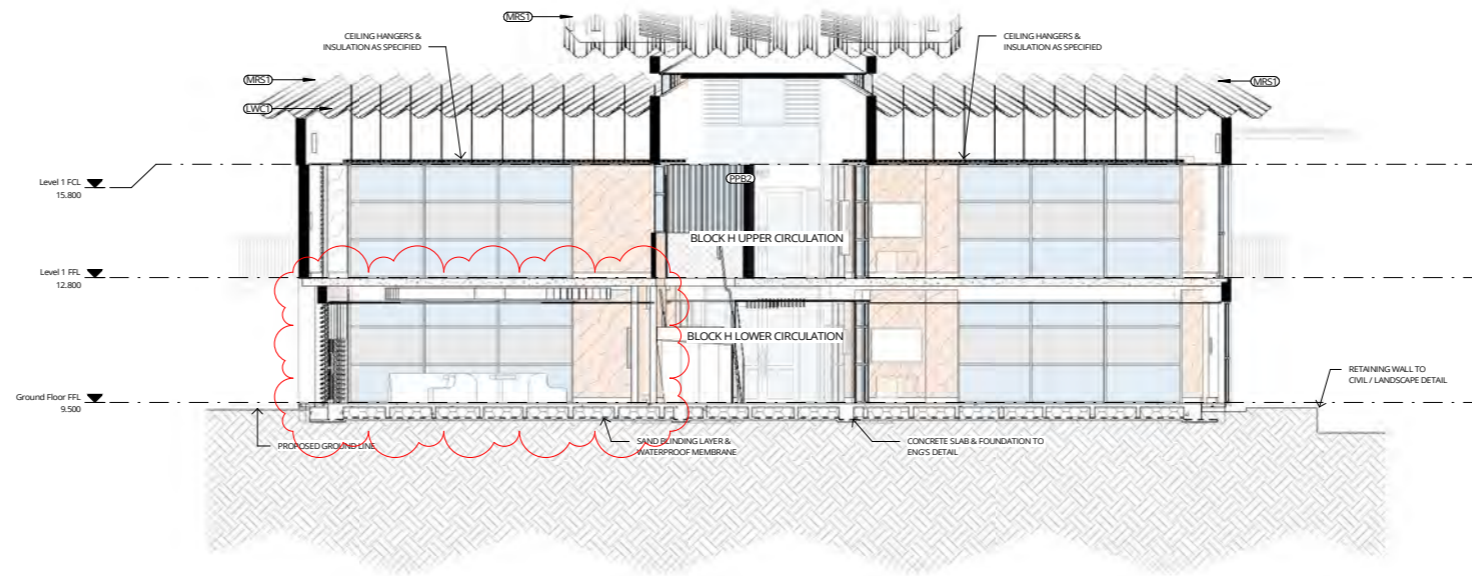 MRS1
CEILING HANGERS &
INSULATION AS SPECIFIED
CEILING HANGERS &
INSULATION AS SPECIFIED
MRS1
MRS1
LWC1
Level 1 FCL
15.800
PPB2
BLOCK H UPPER CIRCULATION
Level 1 FFL
12.800
BLOCK H LOWER CIRCULATION
RETAINING WALL TO
CIVIL / LANDSCAPE DETAIL
Ground Floor FFL
9.500
PROPOSED GROUND LINE
SAND BLINDING LAYER &
WATERPROOF MEMBRANE
CONCRETE SLAB & FOUNDATION TO
ENG'S DETAIL